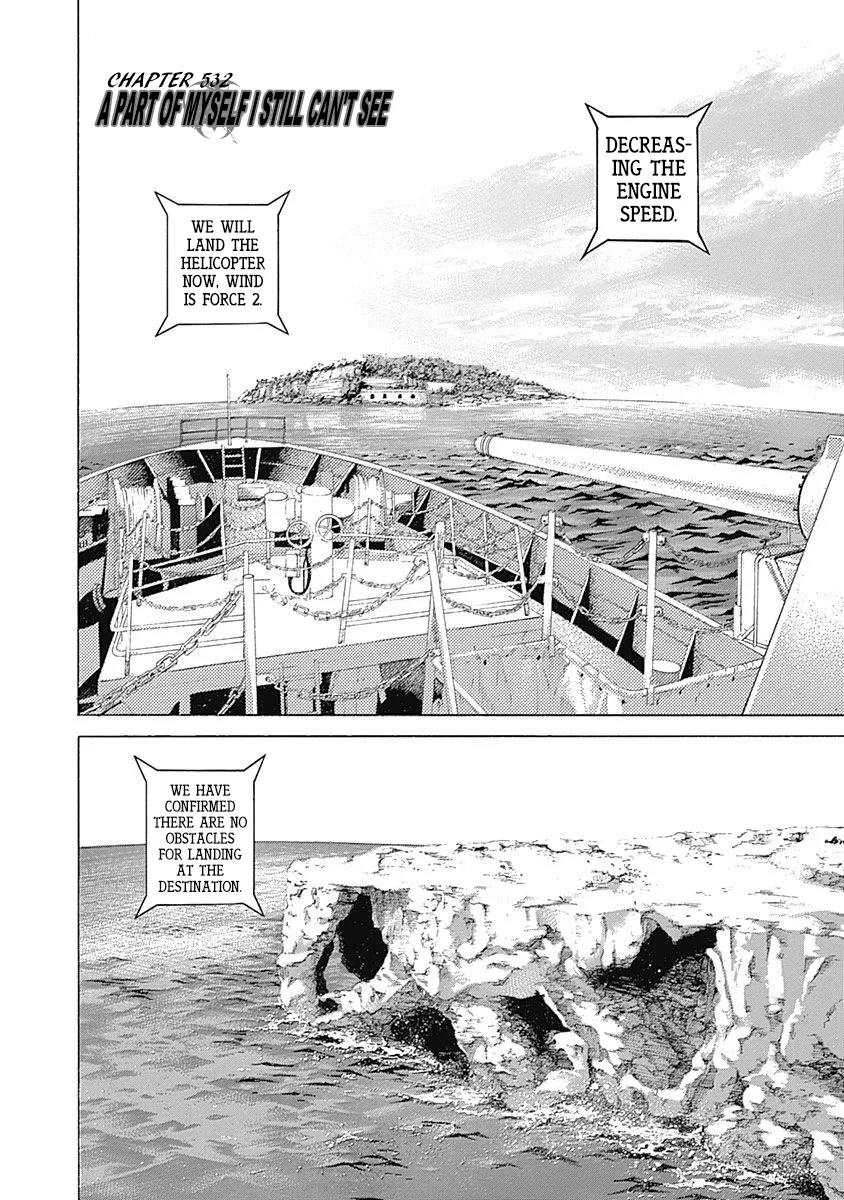 CHAPTER 532
A PART OF MYSELF I STILL CAN'T SEE
DECREAS-
ING THE
ENGINE
SPEED.
WE WILL
LAND THE
HELICOPTER
NOW, WIND
IS FORCE 2.
WE HAVE
CONFIRMED
THERE ARE NO
OBSTACLES
FOR LANDING
AT THE
DESTINATION.